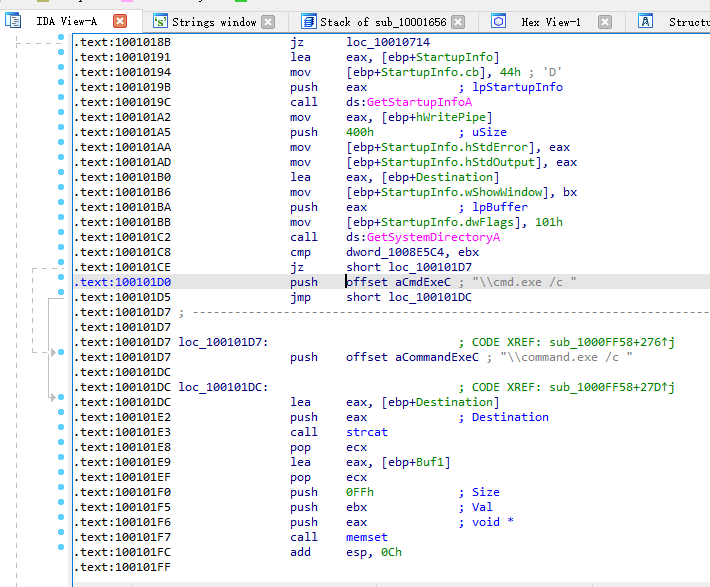 IDA View-A Strings window Stack of sub_10001656 Hex View-1 Structu
.text:1001018B jz loc_10010714
.text:10010191 lea eax, [ebp+StartupInfo]
.text:10010194 mov [ebp+StartupInfo.cb], 44h ; 'D'
.text:1001019B push eax ; lpStartupInfo
.text:1001019C call ds:GetStartupInfoA
.text:100101A2 mov eax, [ebp+hWritePipe]
.text:100101A5 push 400h ; uSize
.text:100101AA mov [ebp+StartupInfo.hStdError], eax
.text:100101AD mov [ebp+StartupInfo.hStdOutput], eax
.text:100101B0 lea eax, [ebp+Destination]
.text:100101B6 mov [ebp+StartupInfo.wShowWindow], bx
.text:100101BA push eax ; lpBuffer
.text:100101BB mov [ebp+StartupInfo.dwFlags], 101h
.text:100101C2 call ds:GetSystemDirectoryA
.text:100101C8 cmp dword_1008E5C4, ebx
.text:100101CE jz short loc_100101D7
.text:100101D0 push offset aCmdExeC ; "\\cmd.exe /c "
.text:100101D5 jmp short loc_100101DC
.text:100101D7 ; ---------------------------------------------------------------------------
.text:100101D7
.text:100101D7 loc_100101D7: ; CODE XREF: sub_1000FF58+276↑j
.text:100101D7 push offset aCommandExeC ; "\\command.exe /c "
.text:100101DC
.text:100101DC loc_100101DC: ; CODE XREF: sub_1000FF58+27D↑j
.text:100101DC lea eax, [ebp+Destination]
.text:100101E2 push eax ; Destination
.text:100101E3 call strcat
.text:100101E8 pop ecx
.text:100101E9 lea eax, [ebp+Buf1]
.text:100101EF pop ecx
.text:100101F0 push 0FFh ; Size
.text:100101F5 push ebx ; Val
.text:100101F6 push eax ; void *
.text:100101F7 call memset
.text:100101FC add esp, 0Ch
.text:100101FF